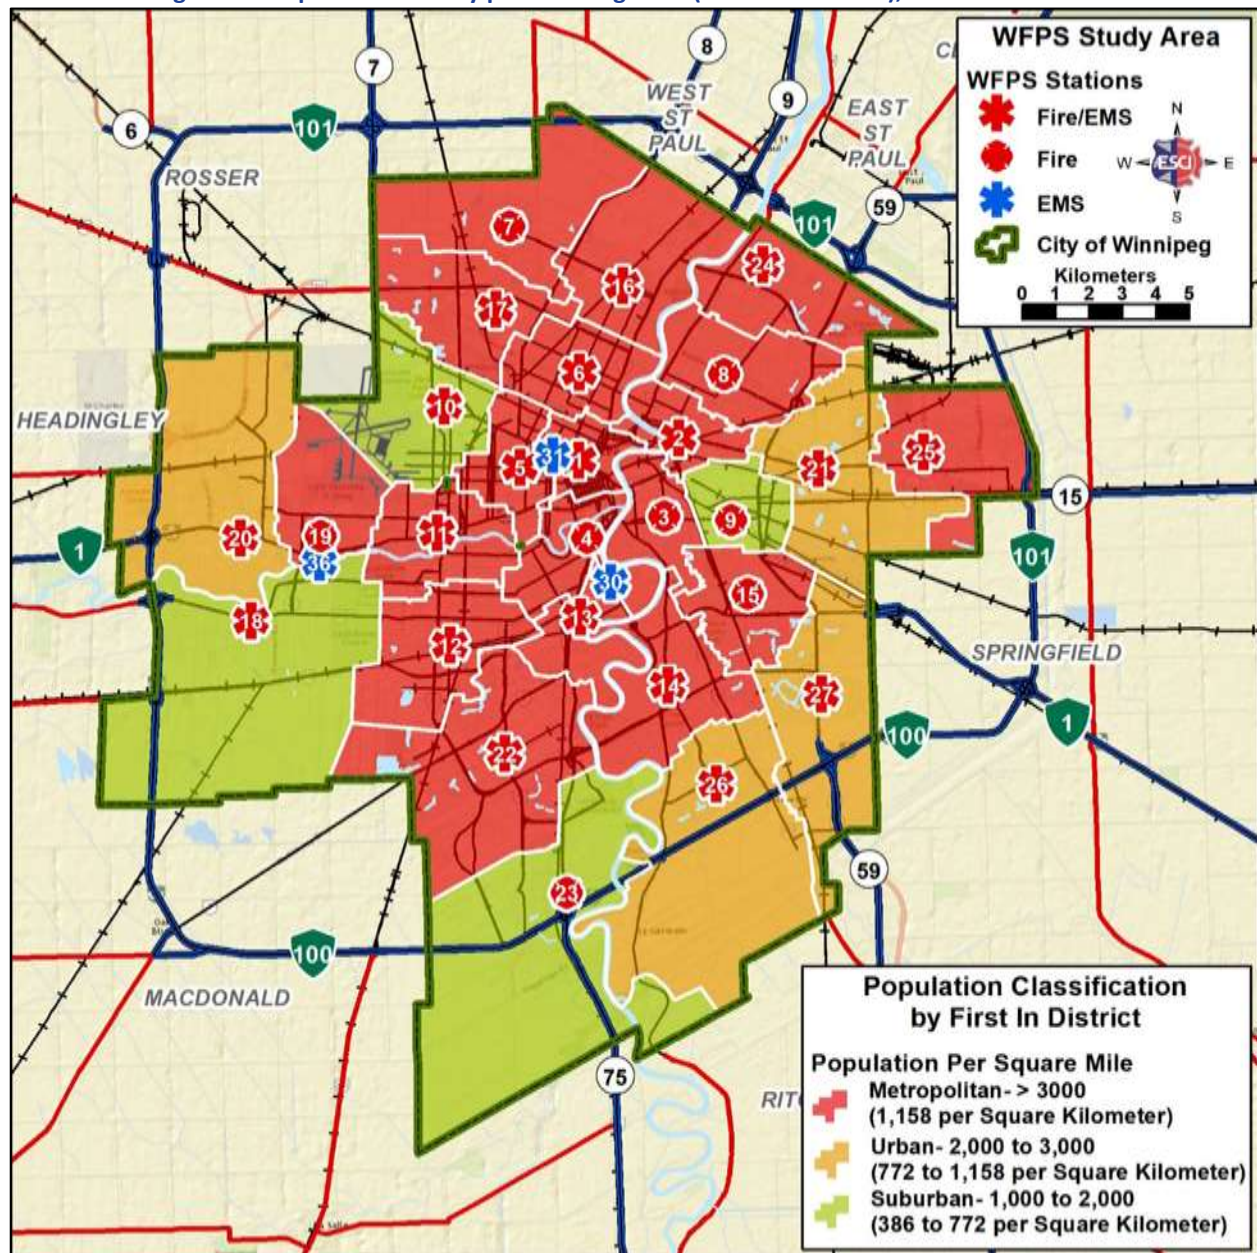 WFPS Study Area
WFPS Stations
Fire/EMS
Fire
EMS
City of Winnipeg
Kilometers
0 1 2 3 4 5
N
W ESCI E
S
8
7
9
WEST
ST
PAUL
EAST
ST
PAUL
6
101
ROSSER
59
101
7
24
16
17
6
8
10
HEADINGLEY
2
31
1
5
21
25
3
9
15
20
19
11
4
1
36
30
101
15
18
13
12
SPRINGFIELD
14
27
1
100
22
26
59
23
100
MACDONALD
75
Population Classification
by First In District
Population Per Square Mile
Metropolitan- > 3000
(1,158 per Square Kilometer)
Urban- 2,000 to 3,000
(772 to 1,158 per Square Kilometer)
Suburban- 1,000 to 2,000
(386 to 772 per Square Kilometer)